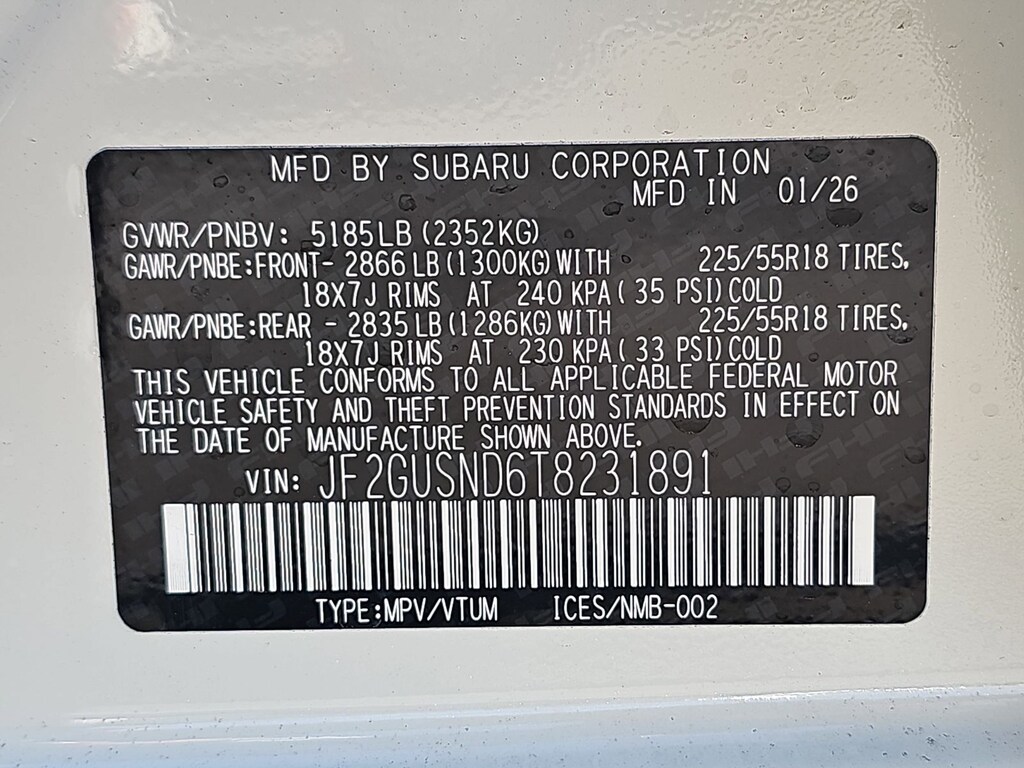 MFD BY SUBARU CORPORATION
MFD IN 01/26
GVWR/PNBV: 5185LB (2352KG)
GAWR/PNBE:FRONT- 2866 LB (1300KG) WITH 225/55R18 TIRES,
18X7J RIMS AT 240 KPA ( 35 PSI) COLD
GAWR/PNBE:REAR - 2835 LB (1286KG) WITH 225/55R18 TIRES,
18X7J RIMS AT 230 KPA ( 33 PSI) COLD
THIS VEHICLE CONFORMS TO ALL APPLICABLE FEDERAL MOTOR
VEHICLE SAFETY AND THEFT PREVENTION STANDARDS IN EFFECT ON
THE DATE OF MANUFACTURE SHOWN ABOVE.
VIN: JF2GUSND6T8231891
TYPE:MPV/VTUM ICES/NMB-002